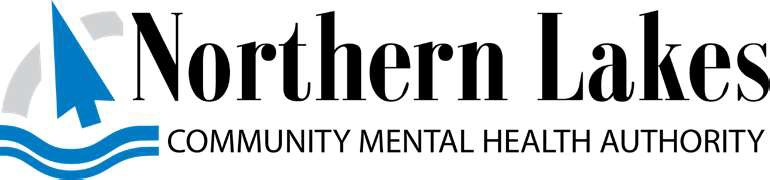 Northern Lakes
COMMUNITY MENTAL HEALTH AUTHORITY